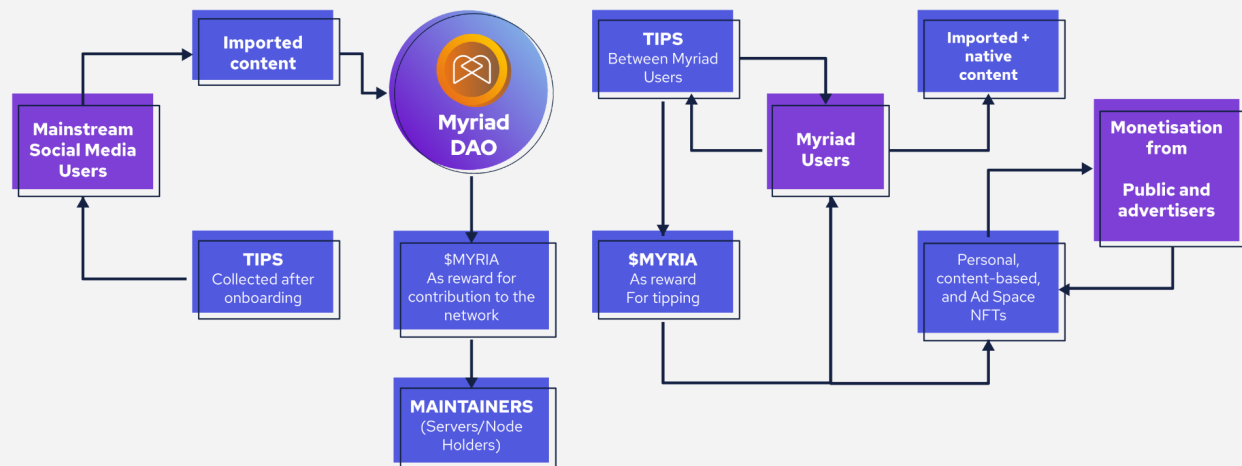 Imported
content
Myriad
DAO
Mainstream
Social Media
Users
TIPS
Collected after
onboarding
$MYRIA
As reward for
contribution to the
network
MAINTAINERS
(Servers/Node
Holders)
TIPS
Between Myriad
Users
Myriad
Users
Imported +
native
content
Monetisation
from
Public and
advertisers
$MYRIA
As reward
For tipping
Personal,
content-based,
and Ad Space
NFTs